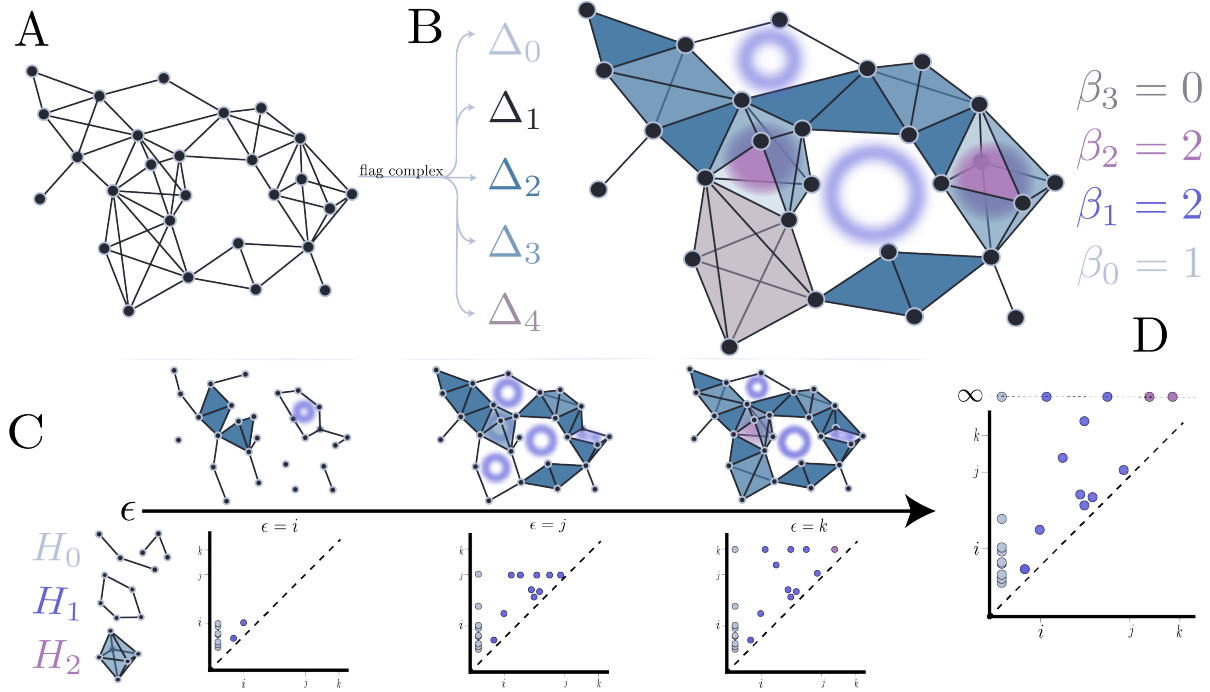 A
B
flag complex
Δ₀
Δ₁
Δ₂
Δ₃
Δ₄
β₃ = 0
β₂ = 2
β₁ = 2
β₀ = 1
C
ϵ
ϵ = i
ϵ = j
ϵ = k
H₀
H₁
H₂
k
j
i
i
j
k
k
j
i
i
j
k
k
j
i
i
j
k
D
∞
k
j
i
i
j
k